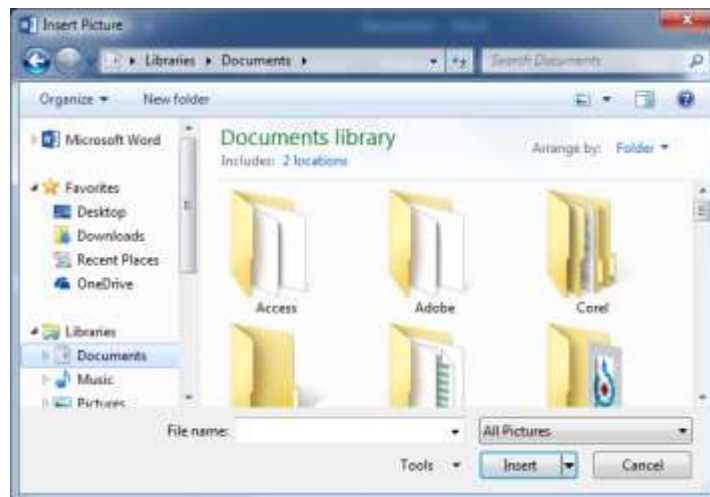 Insert Picture
Libraries Documents
Search Documents
Organize New folder
Microsoft Word
Favorites
Desktop
Downloads
Recent Places
OneDrive
Libraries
Documents
Music
Pictures
Documents library
Includes: 2 locations
Arrange by: Folder
Access Adobe Corel
File name: All Pictures
Tools Insert Cancel